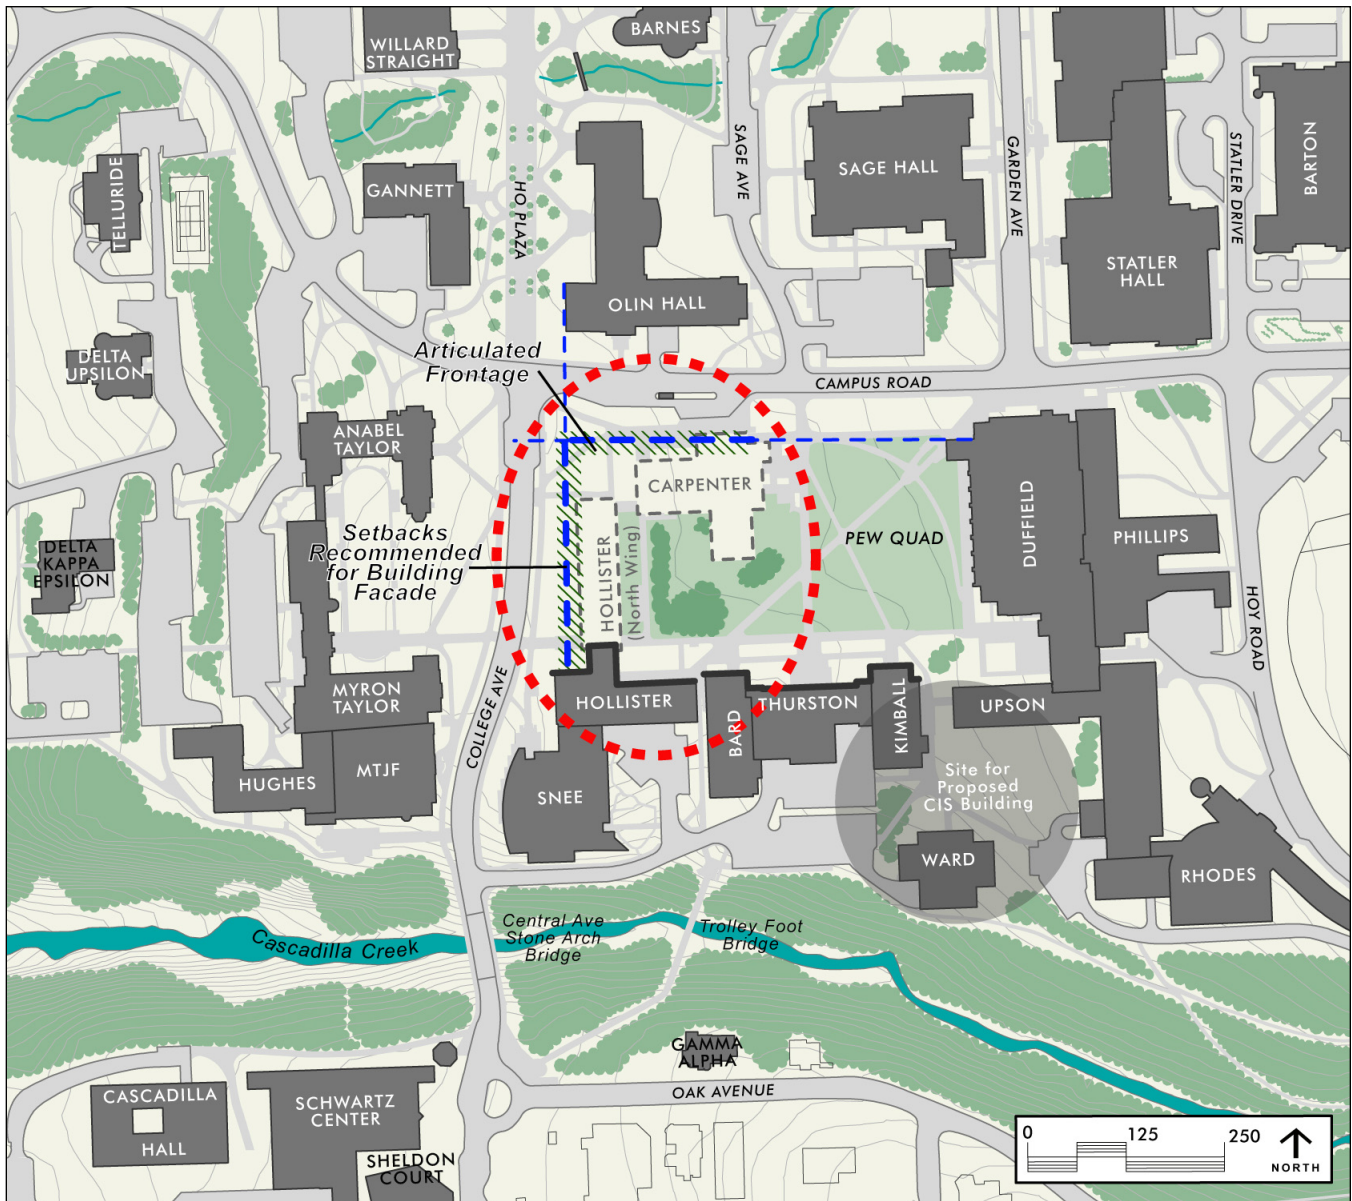 BARNES
WILLARD
STRAIGHT
SAGE AVE
GARDEN AVE
STATLER DRIVE
BARTON
TELLURIDE
GANNETT
HO PLAZA
SAGE HALL
STATLER
HALL
OLIN HALL
DELTA
UPSILON
Articulated
Frontage
CAMPUS ROAD
ANABEL
TAYLOR
CARPENTER
Setbacks
Recommended
for Building
Facade
HOLLISTER
(North Wing)
PEW QUAD
DUFFIELD
PHILLIPS
DELTA
KAPPA
EPSILON
HOY ROAD
MYRON
TAYLOR
COLLEGE AVE
HOLLISTER
BARD
THURSTON
KIMBALL
UPSON
HUGHES
MTJF
SNEE
Site for
Proposed
CIS Building
WARD
RHODES
Cascadilla Creek
Central Ave
Stone Arch
Bridge
Trolley Foot
Bridge
GAMMA
ALPHA
OAK AVENUE
CASCADILLA
HALL
SCHWARTZ
CENTER
SHELDON
COURT
0 125 250
NORTH